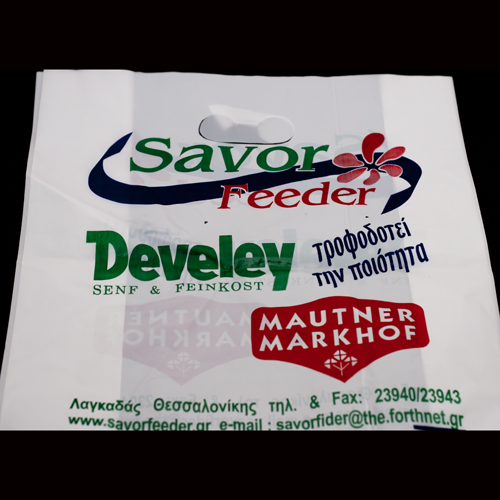 Savor
Feeder
Develey
SENF & FEINKOST
τροφοδοτεί
την ποιότητα
MAUTNER
MARKHOF
Λαγκαδάς Θεσσαλονίκης τηλ. & Fax: 23940/23943
www.savorfeeder.gr e-mail : savorfider@the.forthnet.gr